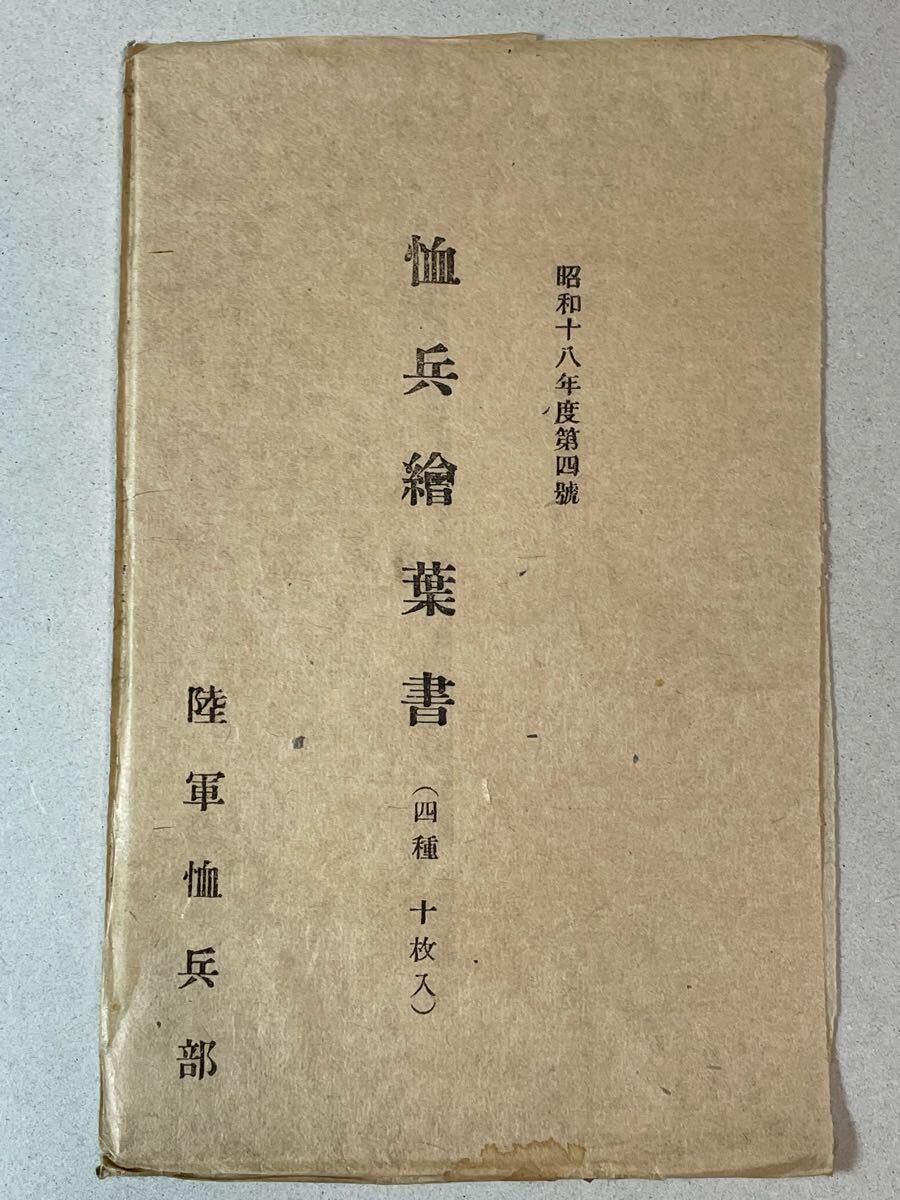 昭和十八年度第四號
恤兵繪葉書(四種 十枚入)
陸軍恤兵部